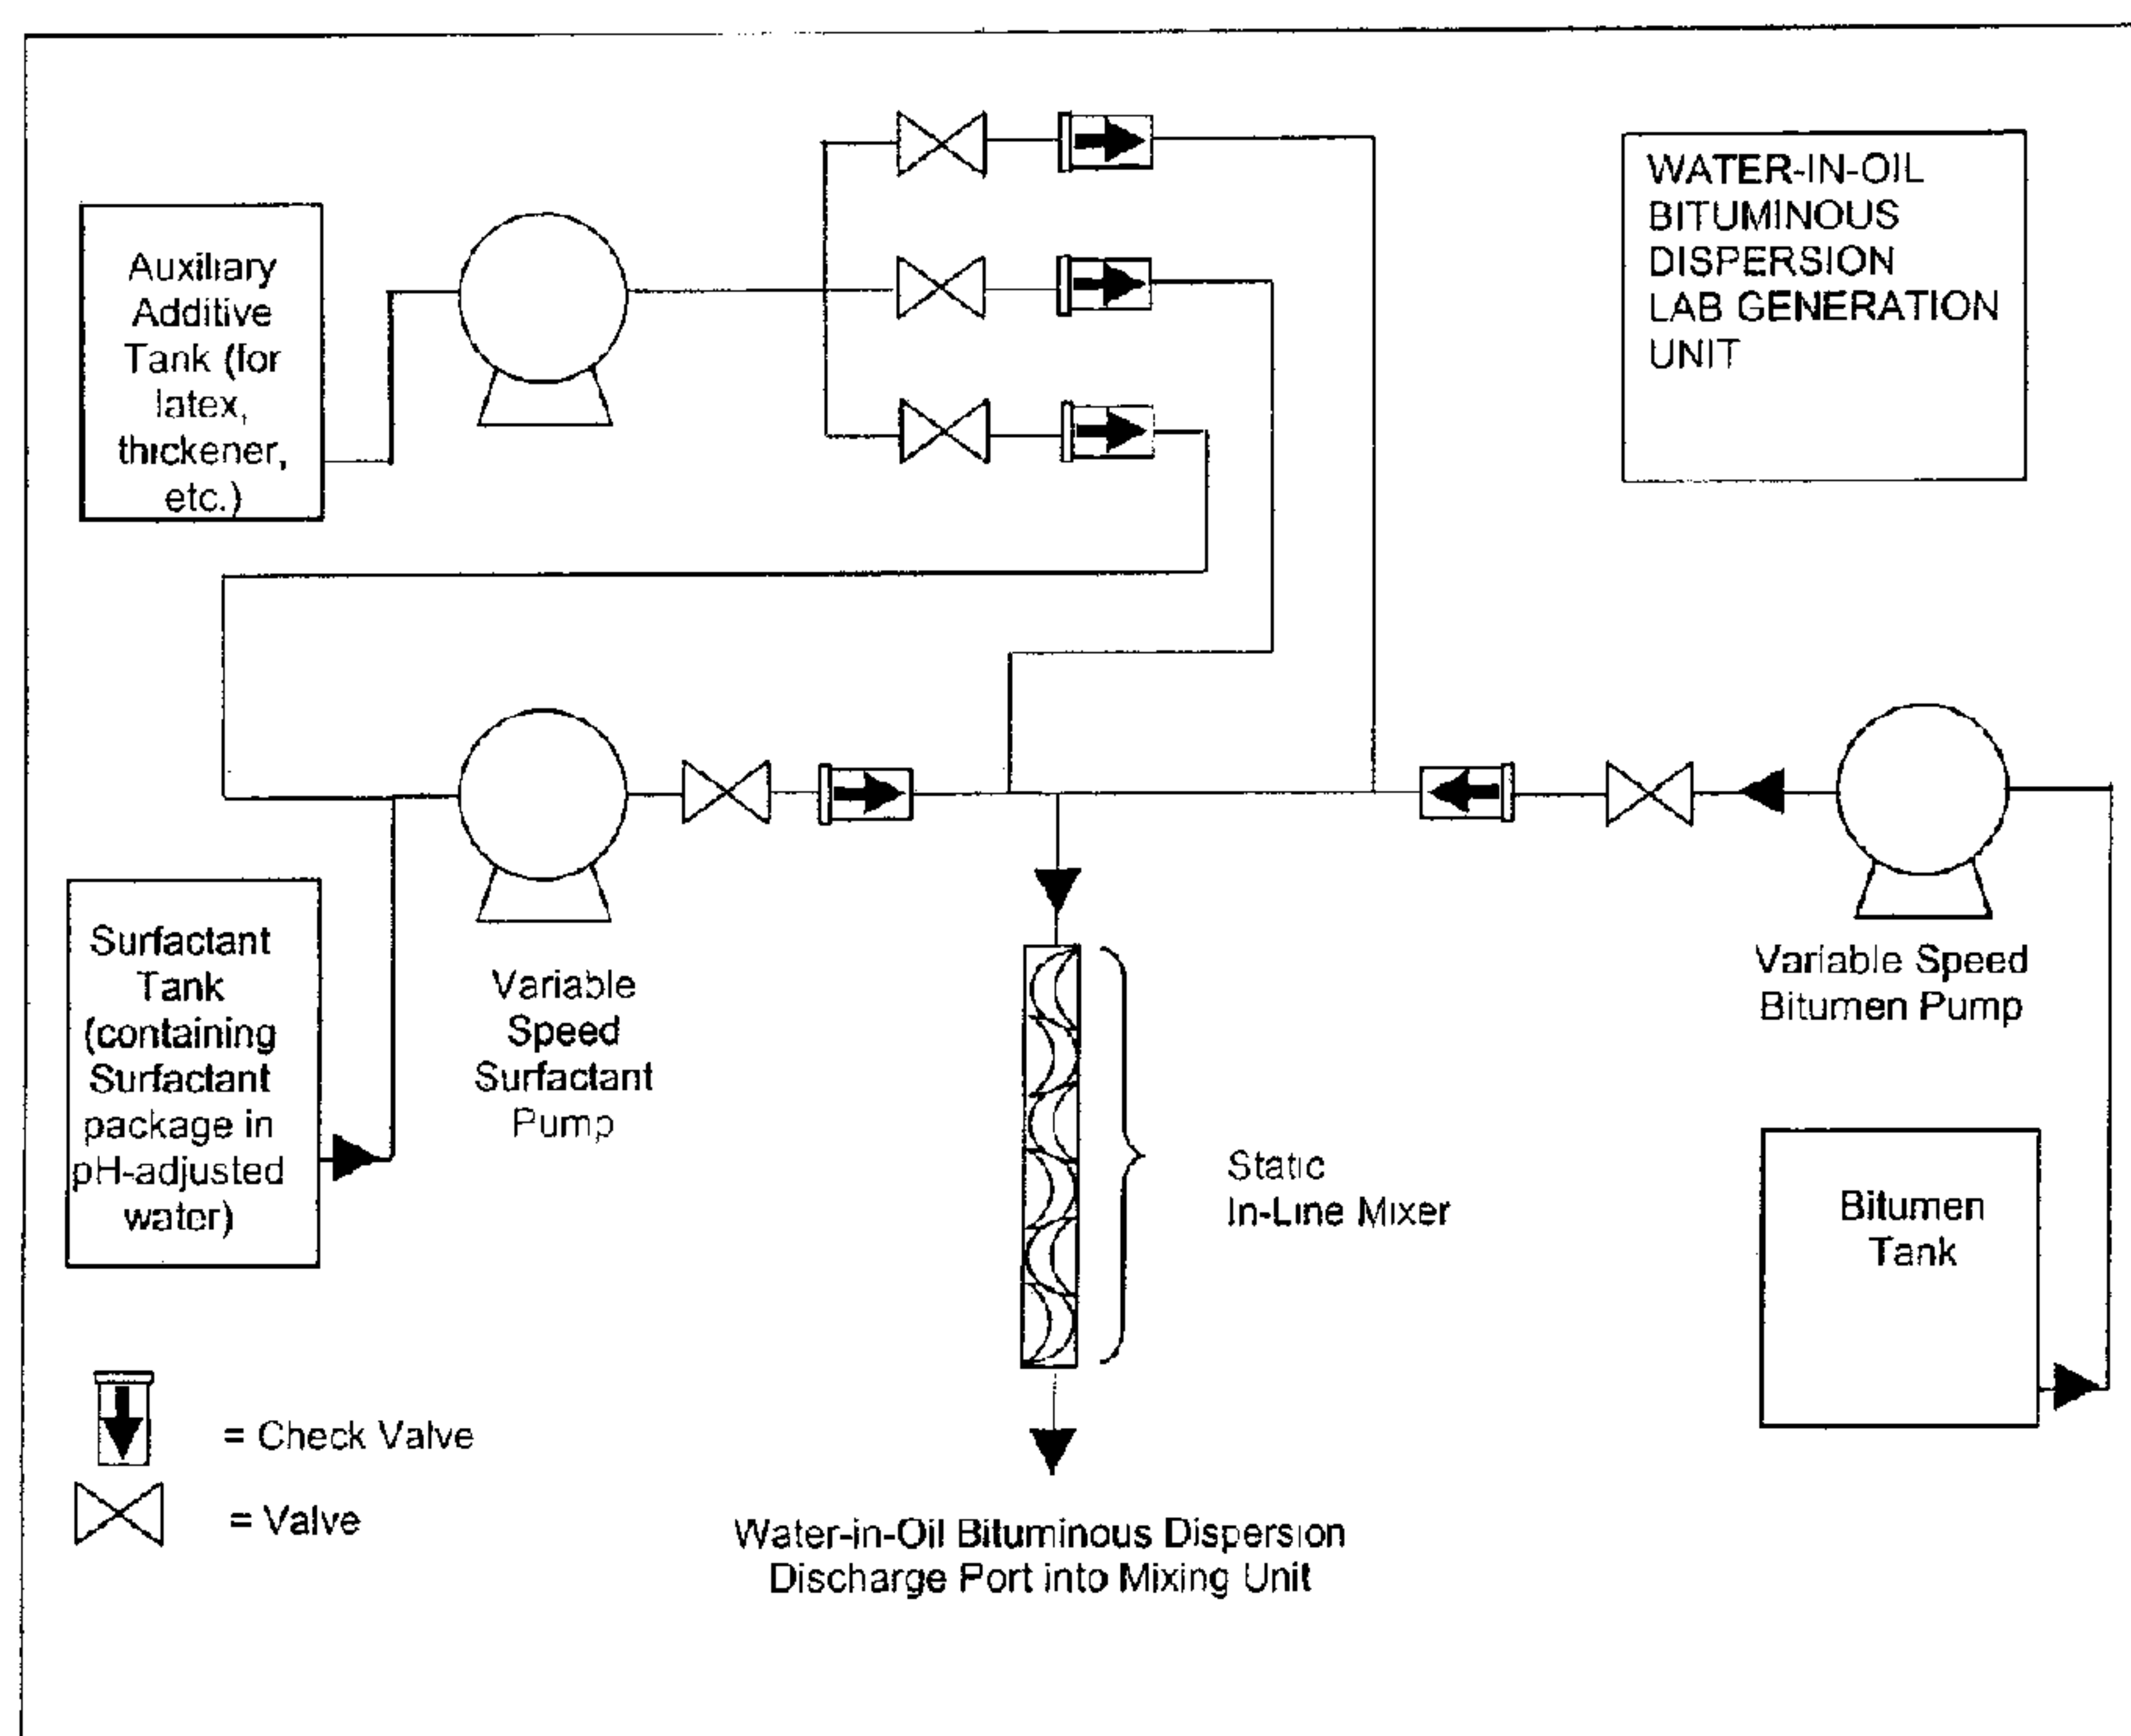 WATER-IN-OIL
BITUMINOUS
DISPERSION
LAB GENERATION
UNIT
Auxiliary
Additive
Tank (for
latex,
thickener,
etc.)
Surfactant
Tank
(containing
Surfactant
package in
pH-adjusted
water)
Variable
Speed
Surfactant
Pump
Variable Speed
Bitumen Pump
Static
In-Line Mixer
Bitumen
Tank
= Check Valve
= Valve
Water-in-Oil Bituminous Dispersion
Discharge Port into Mixing Unit